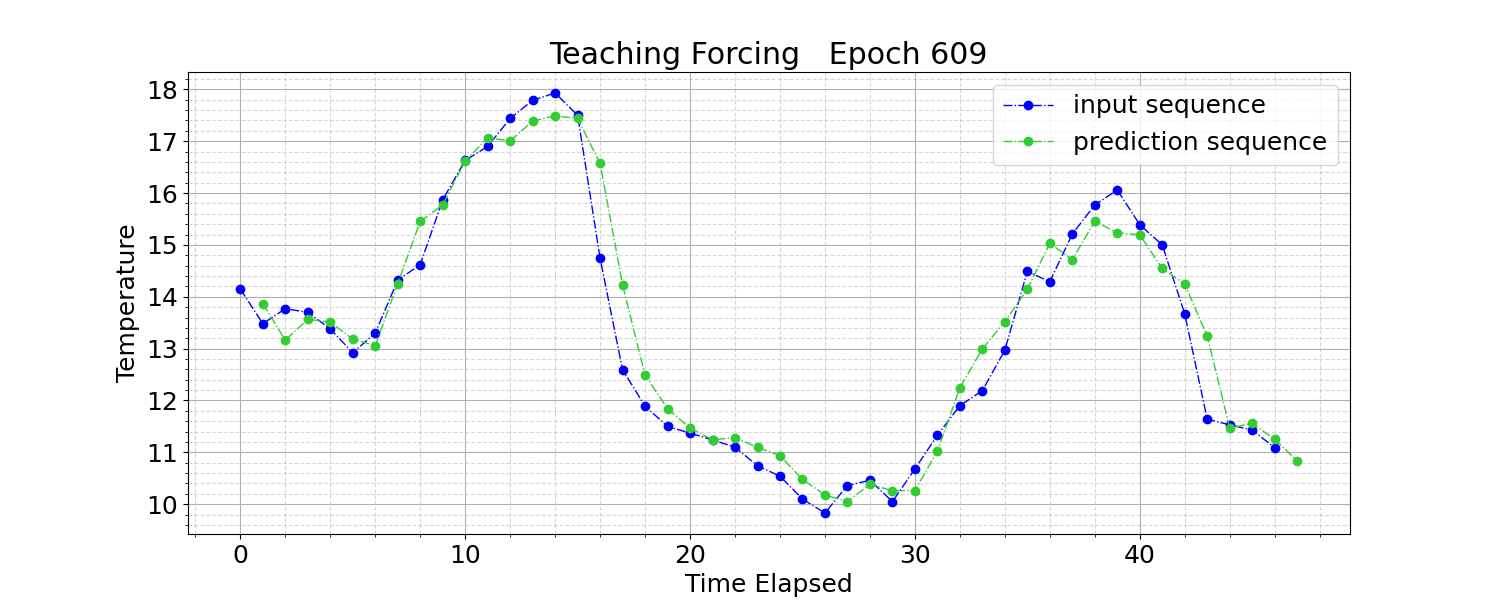 Teaching Forcing   Epoch 609
input sequence
prediction sequence
Temperature
18
17
16
15
14
13
12
11
10
0 10 20 30 40
Time Elapsed